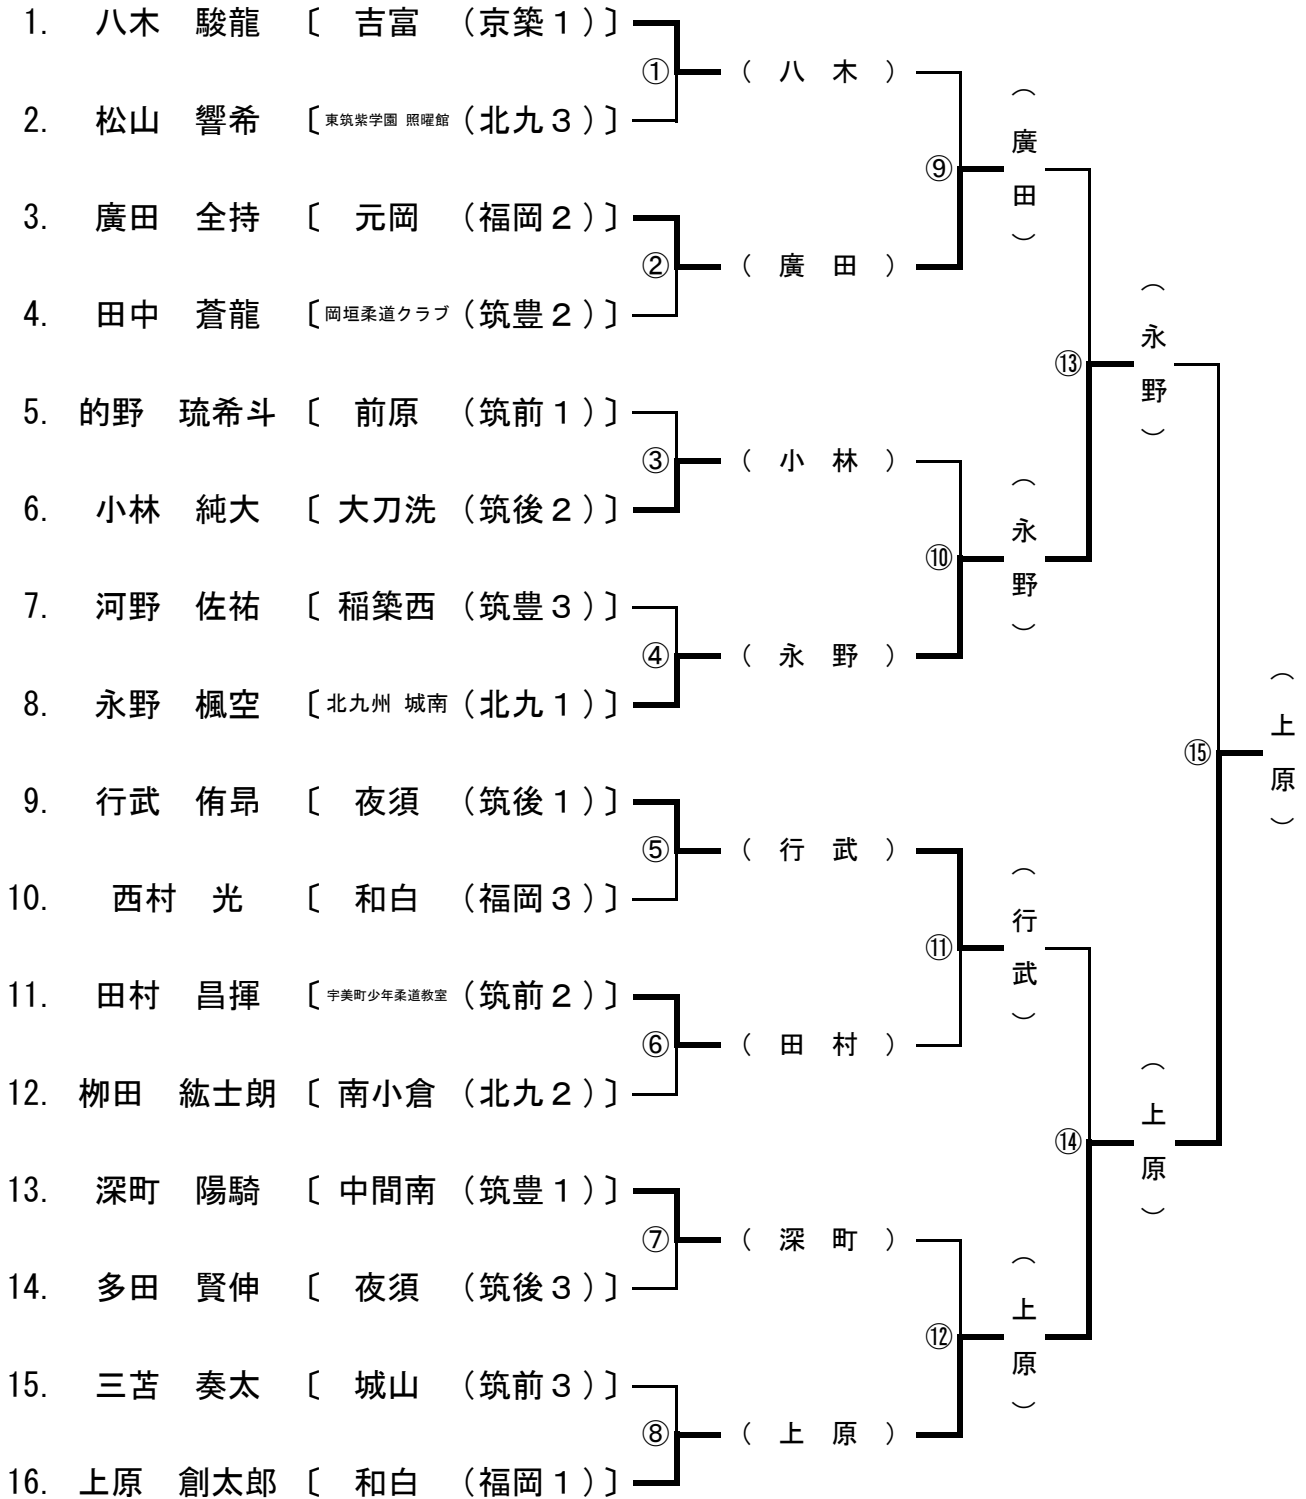 1. 八木 駿龍 〔 吉富 （京築１）〕
① （ 八 木 ）
2. 松山 響希 〔東筑紫学園 照曜館（北九３）〕
⑨ （廣田）
3. 廣田 全持 〔 元岡 （福岡２）〕
② （ 廣 田 ）
4. 田中 蒼龍 〔岡垣柔道クラブ（筑豊２）〕
⑬ （永野）
5. 的野 琉希斗 〔 前原 （筑前１）〕
③ （ 小 林 ）
6. 小林 純大 〔 大刀洗 （筑後２）〕
⑩ （永野）
7. 河野 佐祐 〔 稲築西 （筑豊３）〕
④ （ 永 野 ）
8. 永野 楓空 〔北九州 城南（北九１）〕
⑮ （上原）
9. 行武 侑昂 〔 夜須 （筑後１）〕
⑤ （ 行 武 ）
10. 西村 光 〔 和白 （福岡３）〕
⑪ （行武）
11. 田村 昌揮 〔宇美町少年柔道教室（筑前２）〕
⑥ （ 田 村 ）
12. 栁田 紘士朗 〔 南小倉 （北九２）〕
⑭ （上原）
13. 深町 陽騎 〔 中間南 （筑豊１）〕
⑦ （ 深 町 ）
14. 多田 賢伸 〔 夜須 （筑後３）〕
⑫ （上原）
15. 三苫 奏太 〔 城山 （筑前３）〕
⑧ （ 上 原 ）
16. 上原 創太郎 〔 和白 （福岡１）〕